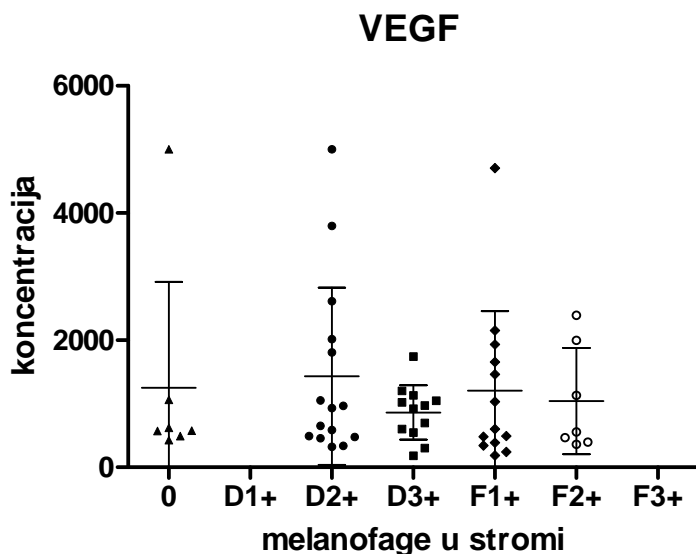 VEGF
6000
4000
2000
0
koncentracija
0 D1+ D2+ D3+ F1+ F2+ F3+
melanofage u stromi